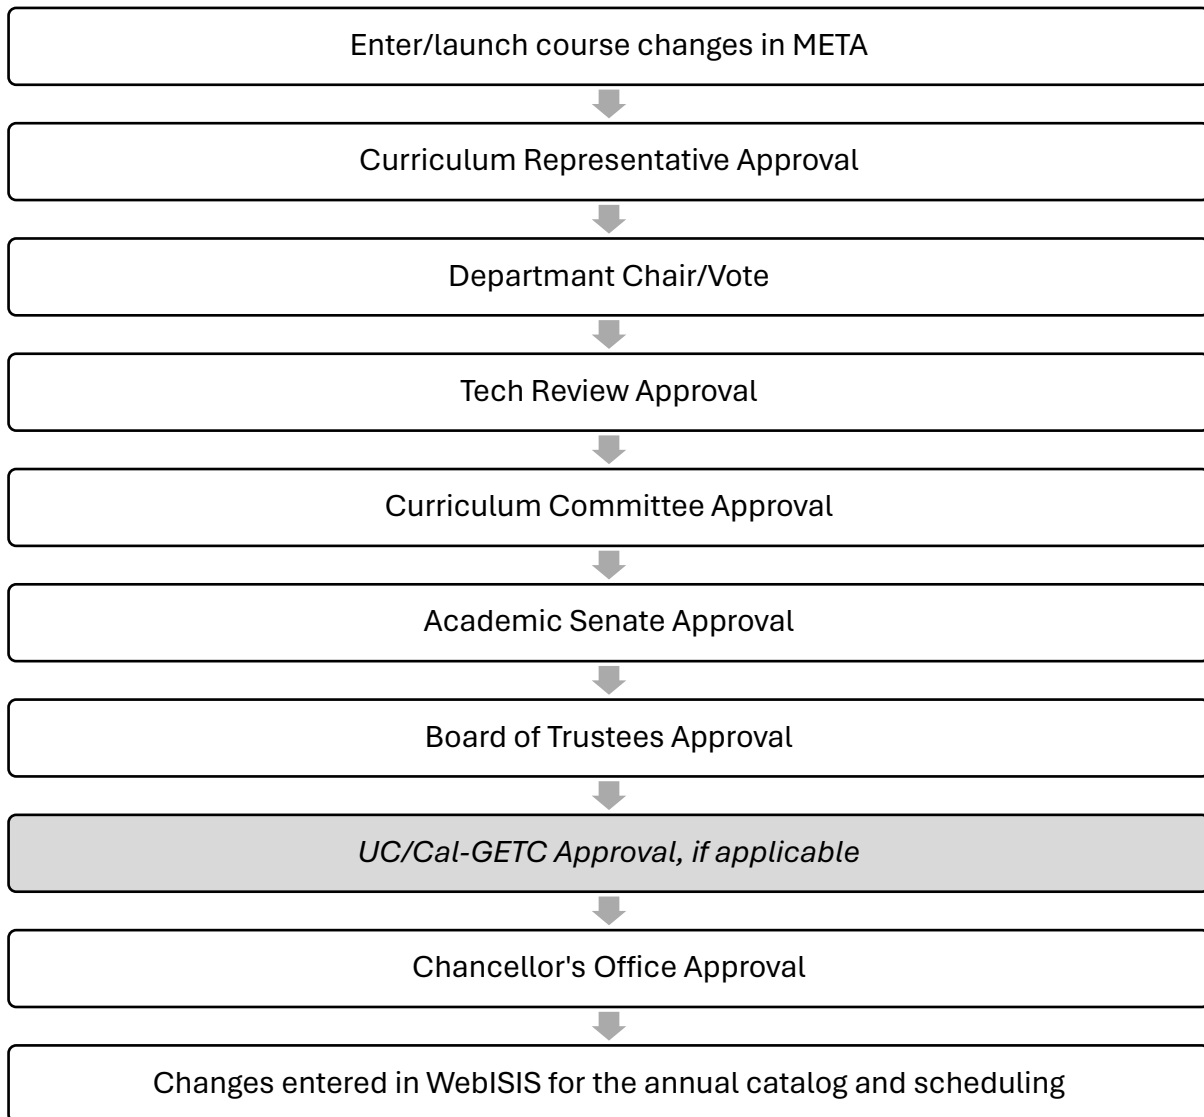 Enter/launch course changes in META
Curriculum Representative Approval
Departmant Chair/Vote
Tech Review Approval
Curriculum Committee Approval
Academic Senate Approval
Board of Trustees Approval
UC/Cal-GETC Approval, if applicable
Chancellor's Office Approval
Changes entered in WebISIS for the annual catalog and scheduling